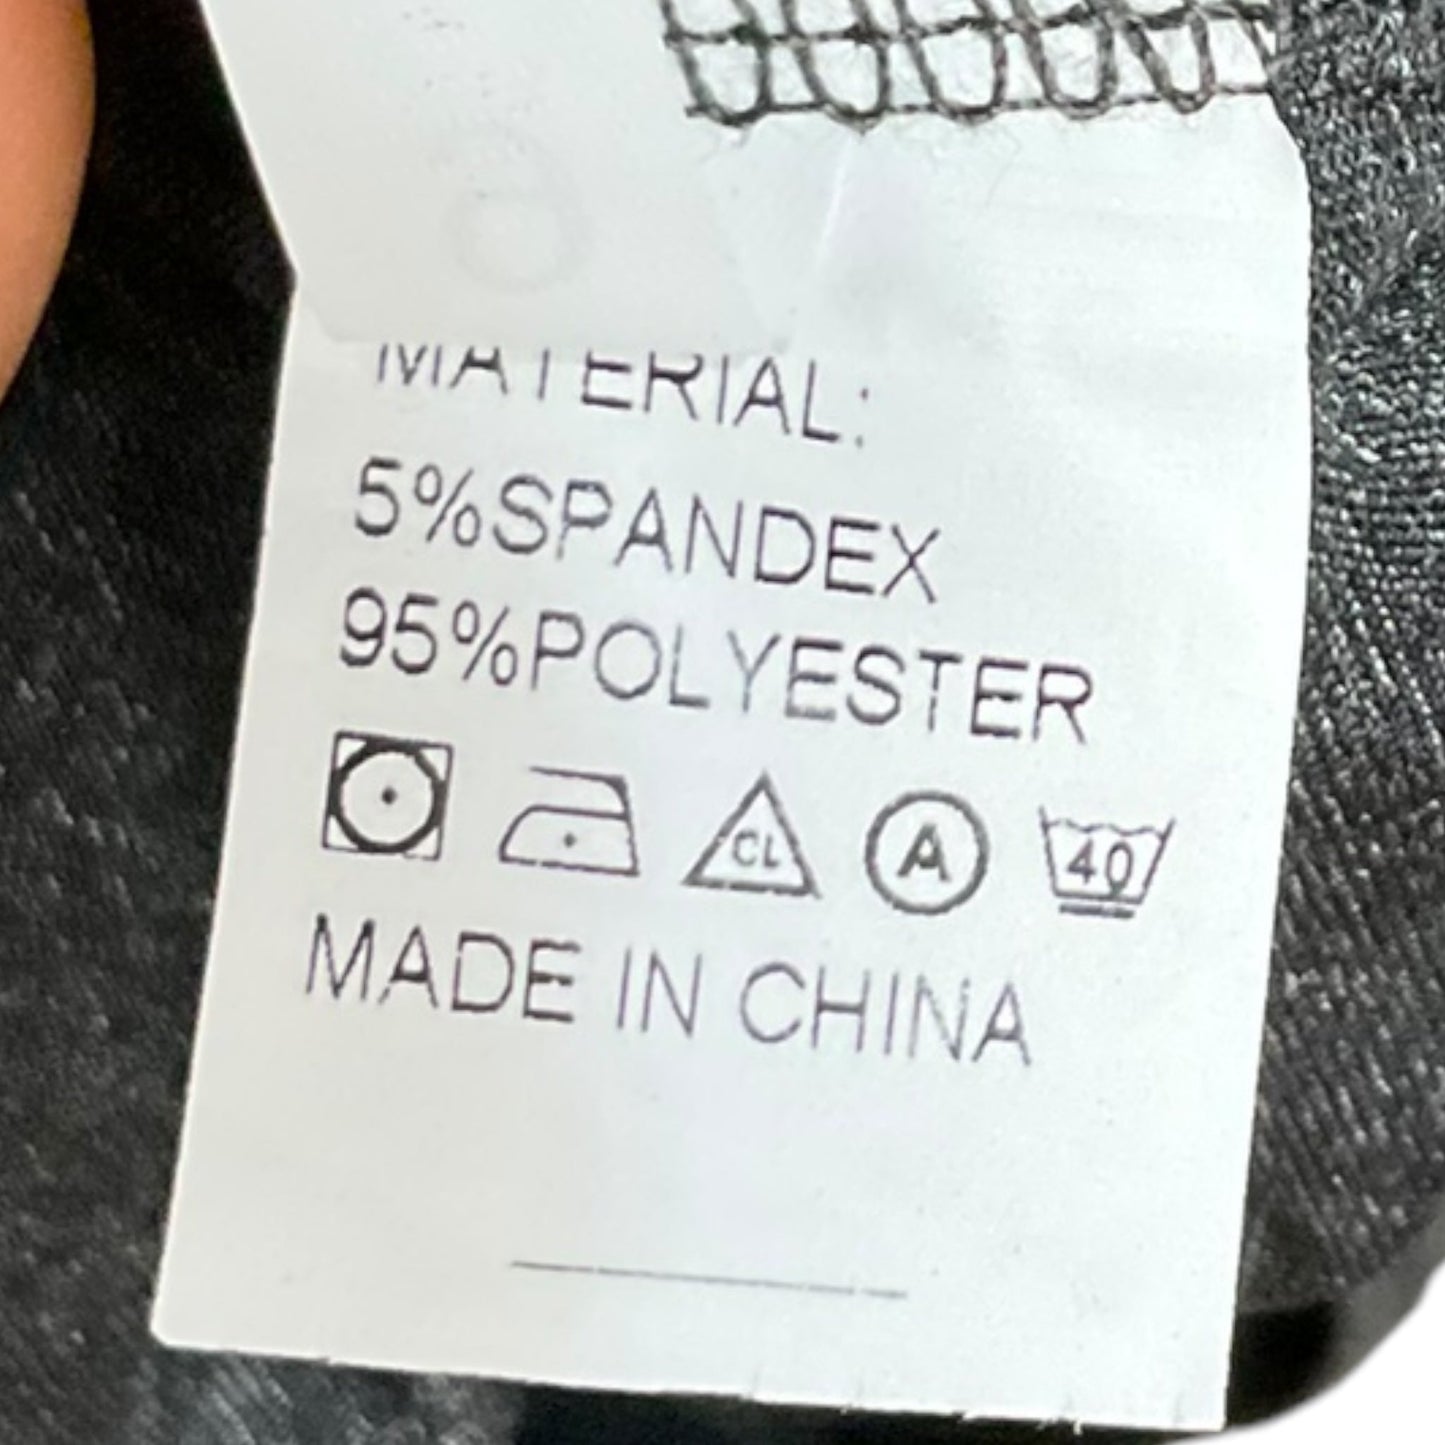 MATERIAL:
5%SPANDEX
95%POLYESTER
CL A 40
MADE IN CHINA